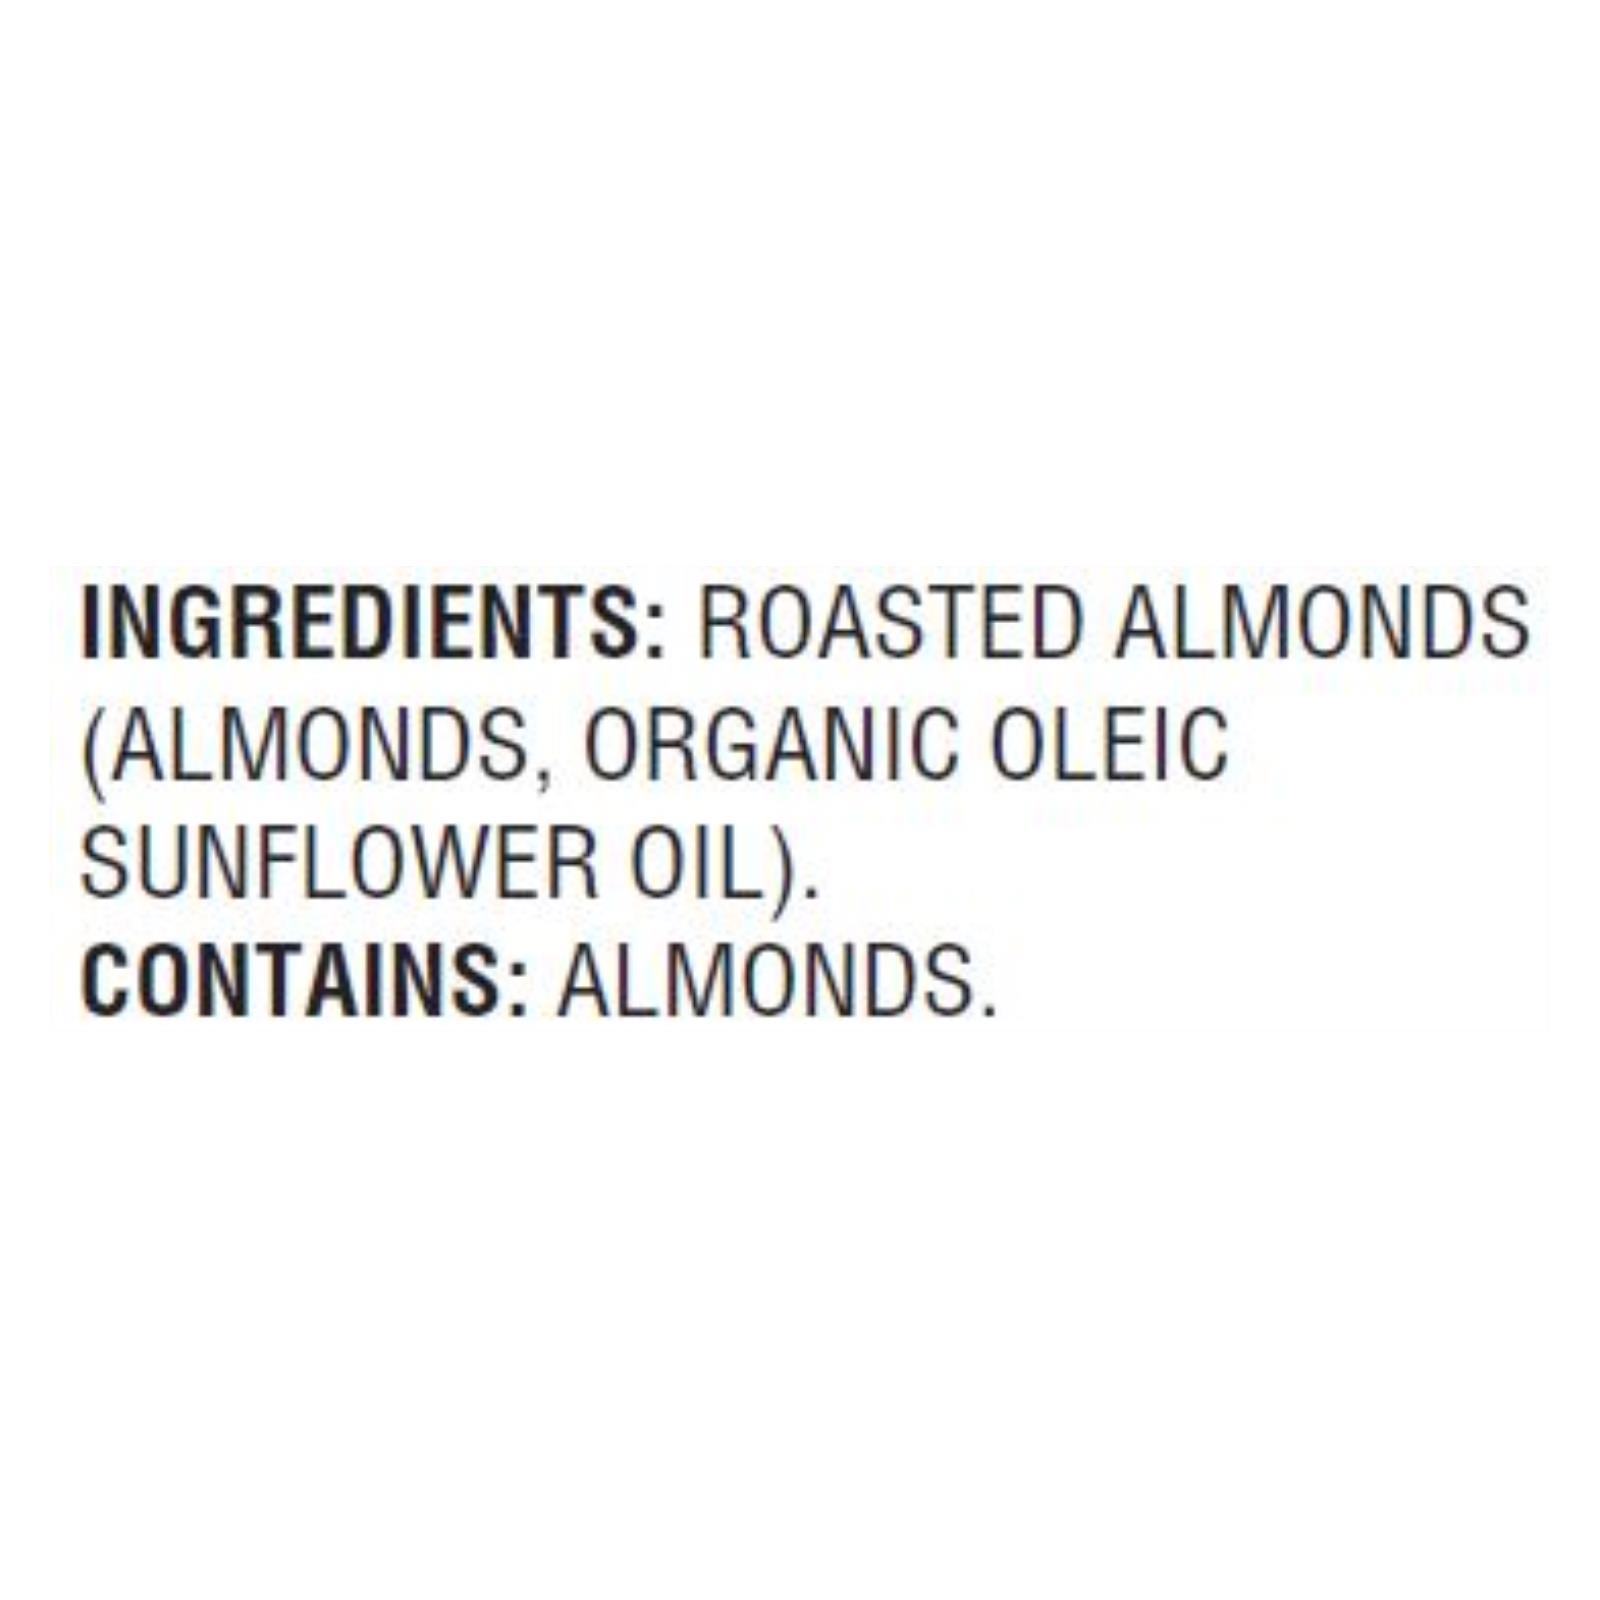 INGREDIENTS: ROASTED ALMONDS
(ALMONDS, ORGANIC OLEIC
SUNFLOWER OIL).
CONTAINS: ALMONDS.